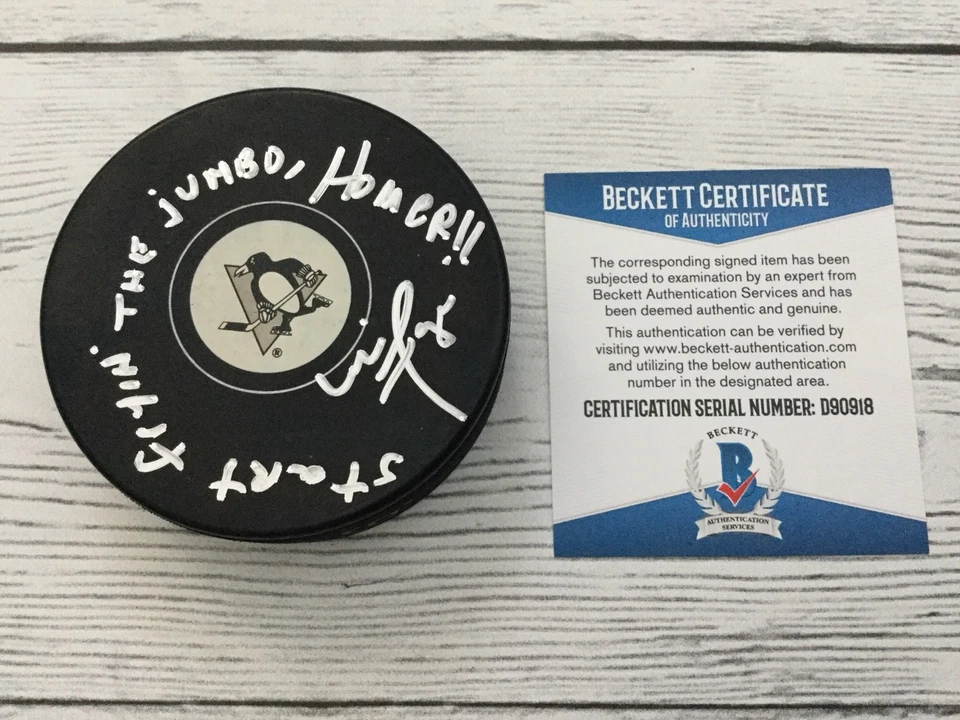 START FRYIN' THE JUMBO, HOMER!!
®
BECKETT CERTIFICATE
OF AUTHENTICITY
The corresponding signed item has been
subjected to examination by an expert from
Beckett Authentication Services and has
been deemed authentic and genuine.
This authentication can be verified by
visiting www.beckett-authentication.com
and utilizing the below authentication
number in the designated area.
CERTIFICATION SERIAL NUMBER: D90918
BECKETT
B
AUTHENTICATION
SERVICES